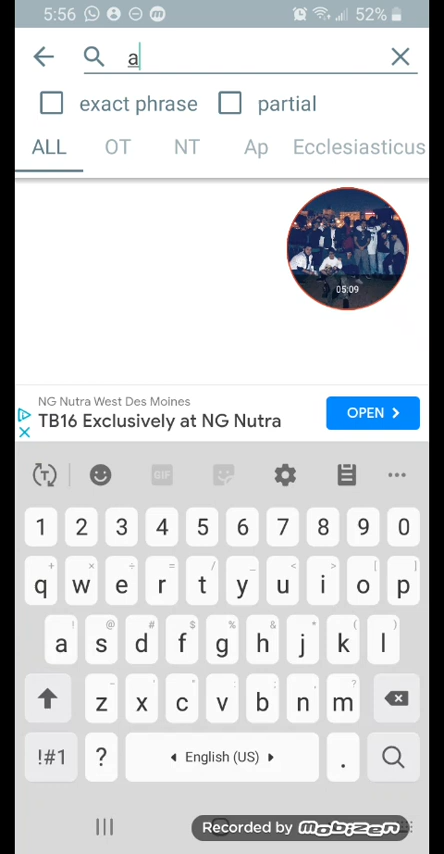 5:56 52%
a
exact phrase partial
ALL OT NT Ap Ecclesiasticus
05:09
NG Nutra West Des Moines
TB16 Exclusively at NG Nutra
OPEN
T GIF
1 2 3 4 5 6 7 8 9 0
q w e r t y u i o p
a s d f g h j k l
z x c v b n m
!#1 ? English (US) .
Recorded by mobizen